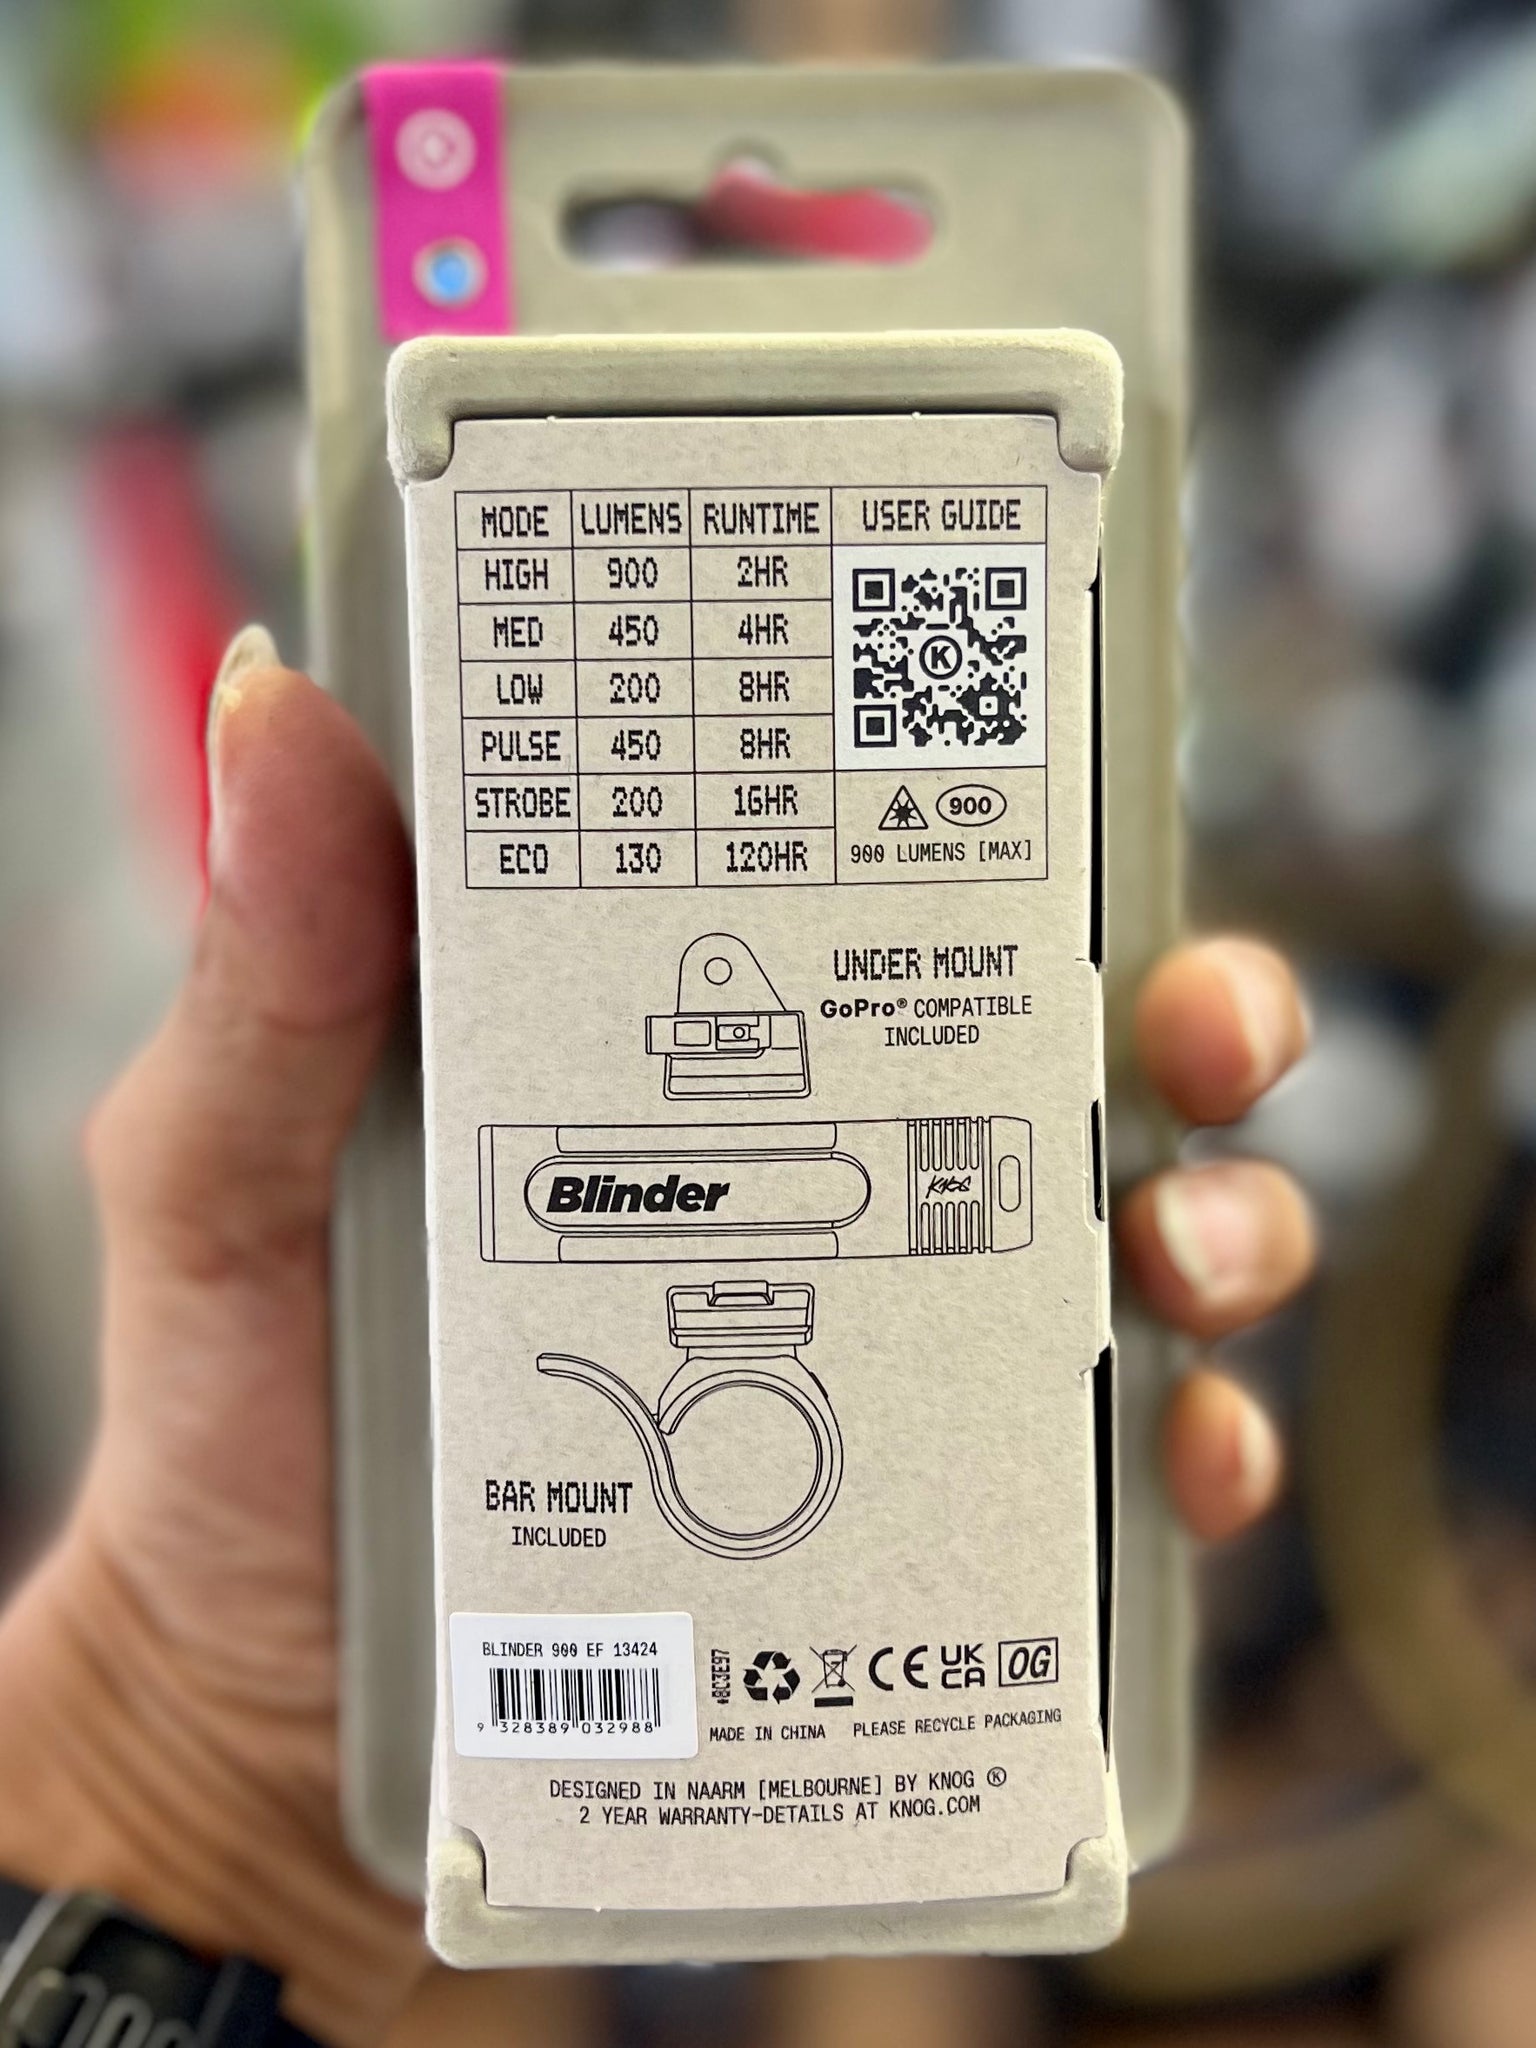 MODE LUMENS RUNTIME USER GUIDE
HIGH 900 2HR
MED 450 4HR
LOW 200 8HR
PULSE 450 8HR
STROBE 200 16HR
ECO 130 120HR
K
900
900 LUMENS [MAX]
UNDER MOUNT
GoPro® COMPATIBLE
INCLUDED
Blinder
BAR MOUNT
INCLUDED
BLINDER 900 EF 13424
9 328389 032988
CE UK CA OG
MADE IN CHINA PLEASE RECYCLE PACKAGING
DESIGNED IN NAARM [MELBOURNE] BY KNOG Ⓚ
2 YEAR WARRANTY-DETAILS AT KNOG.COM